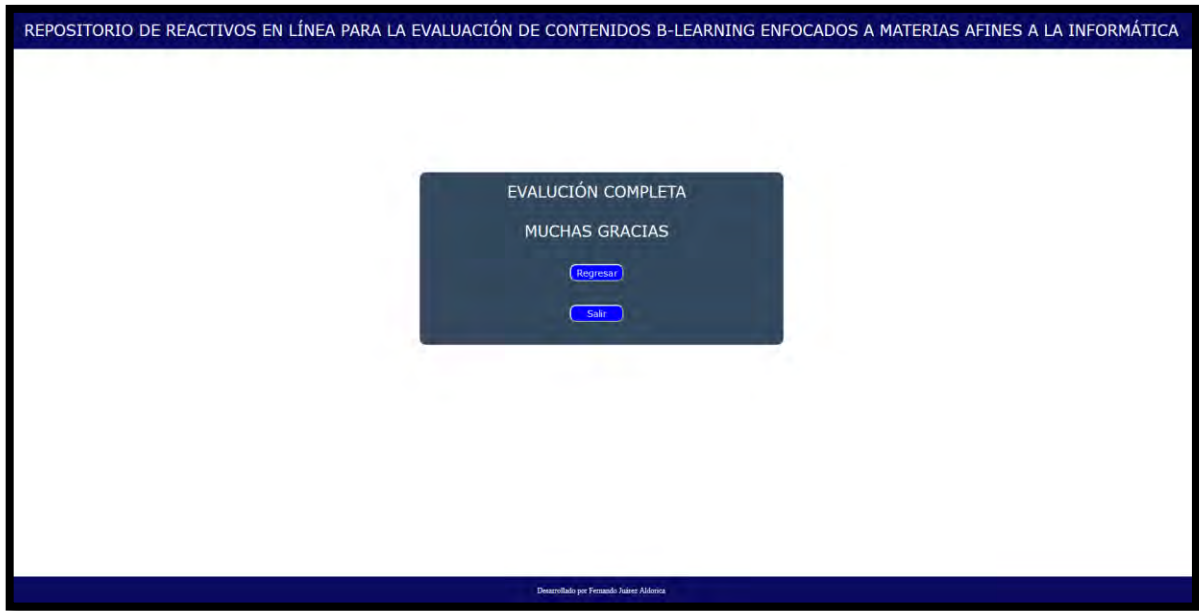 REPOSITORIO DE REACTIVOS EN LÍNEA PARA LA EVALUACIÓN DE CONTENIDOS B-LEARNING ENFOCADOS A MATERIAS AFINES A LA INFORMÁTICA
EVALUCIÓN COMPLETA
MUCHAS GRACIAS
Regresar
Salir
Desarrollado por Fernando Juárez Aldorica